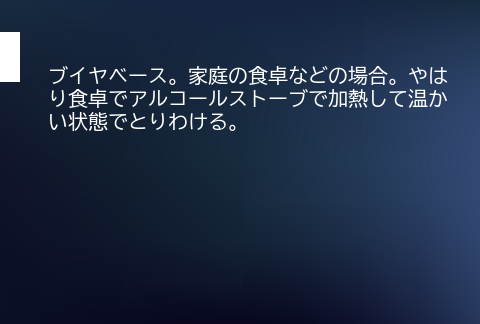 ブイヤベース。家庭の食卓などの場合。やは
り食卓でアルコールストーブで加熱して温か
い状態でとりわける。